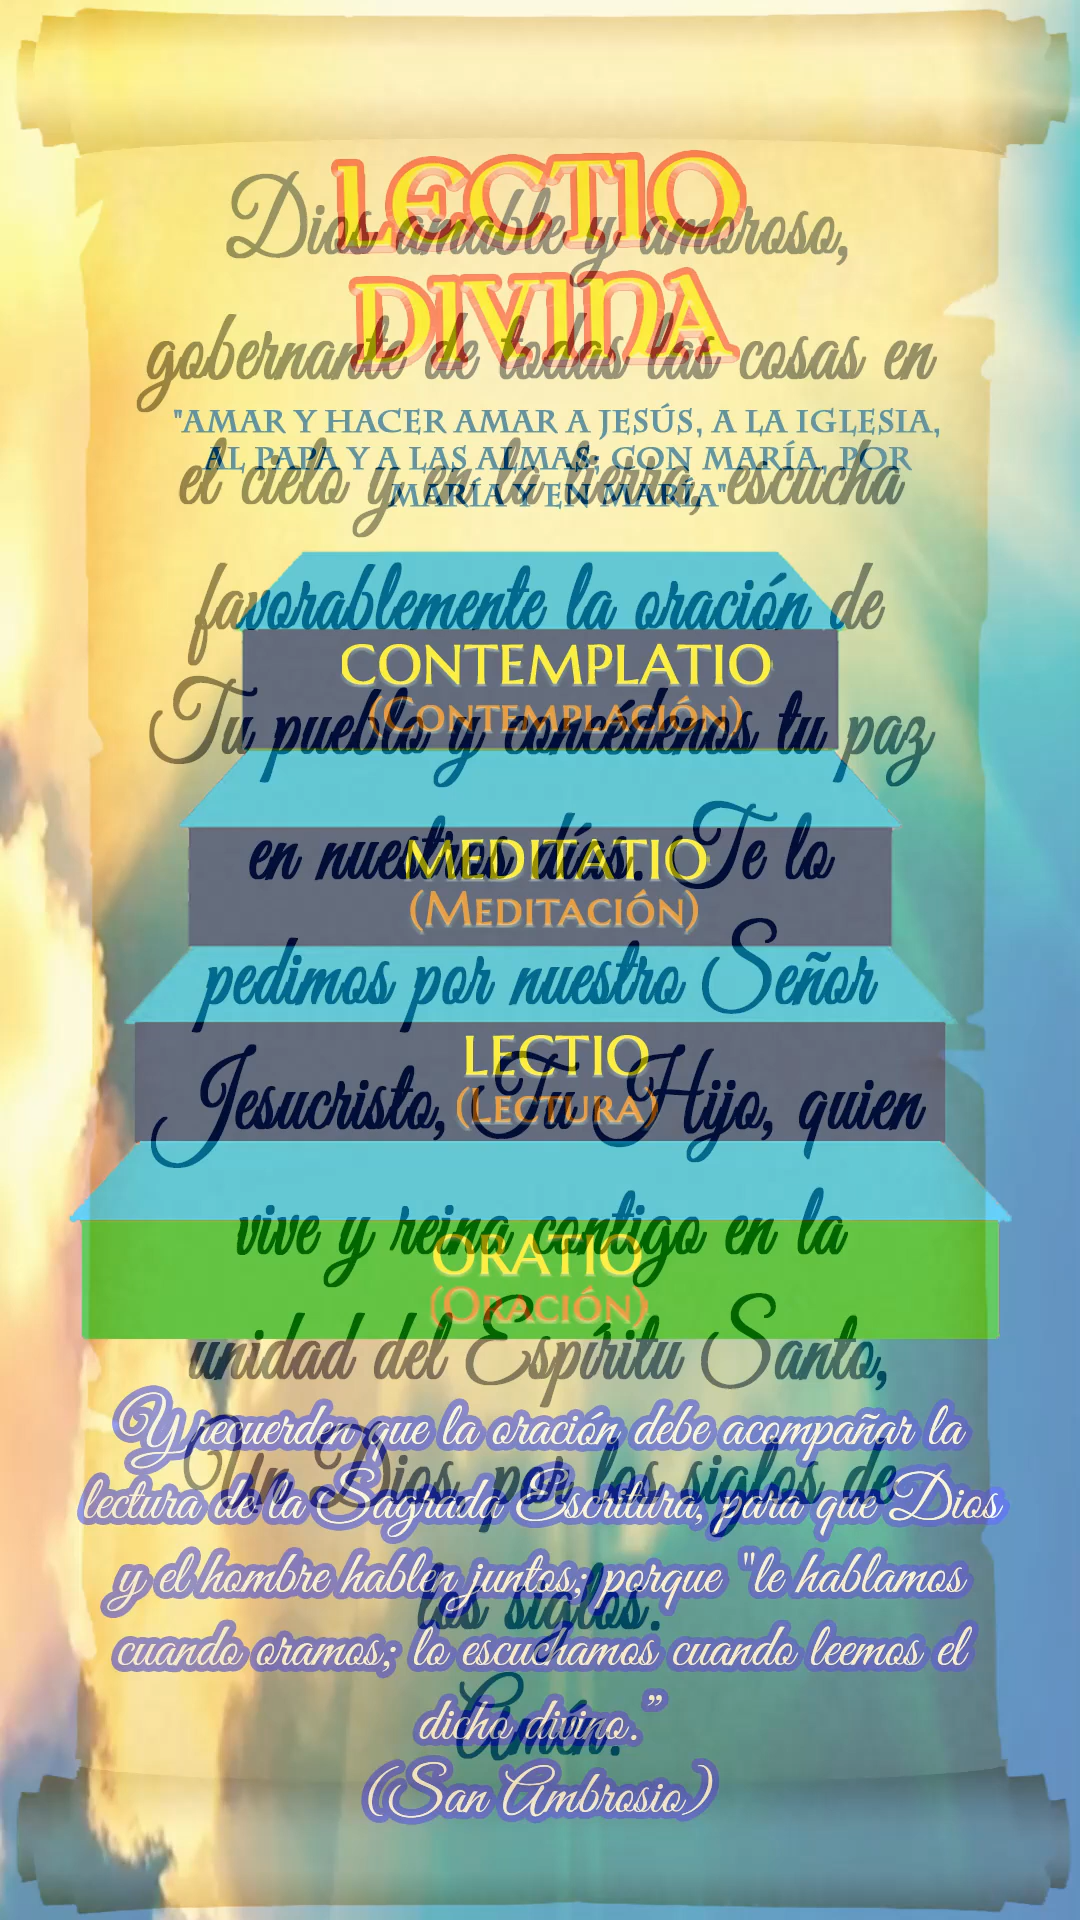 LECTIO
DIVINA
Dios amable y amoroso,
gobernante de todas las cosas en
el cielo y en la tierra, escucha
favorablemente la oración de
Tu pueblo y concédenos tu paz
en nuestros días. Te lo
pedimos por nuestro Señor
Jesucristo, Tu Hijo, quien
vive y reina contigo en la
unidad del Espíritu Santo,
Un Dios, por los siglos de
los siglos.
Amén.
"AMAR Y HACER AMAR A JESÚS, A LA IGLESIA,
AL PAPA Y A LAS ALMAS; CON MARÍA, POR
MARÍA Y EN MARÍA"
CONTEMPLATIO
(CONTEMPLACIÓN)
MEDITATIO
(MEDITACIÓN)
LECTIO
(LECTURA)
ORATIO
(ORACIÓN)
Y recuerden que la oración debe acompañar la
lectura de la Sagrada Escritura, para que Dios
y el hombre hablen juntos; porque "le hablamos
cuando oramos; lo escuchamos cuando leemos el
dicho divino.”
(San Ambrosio)